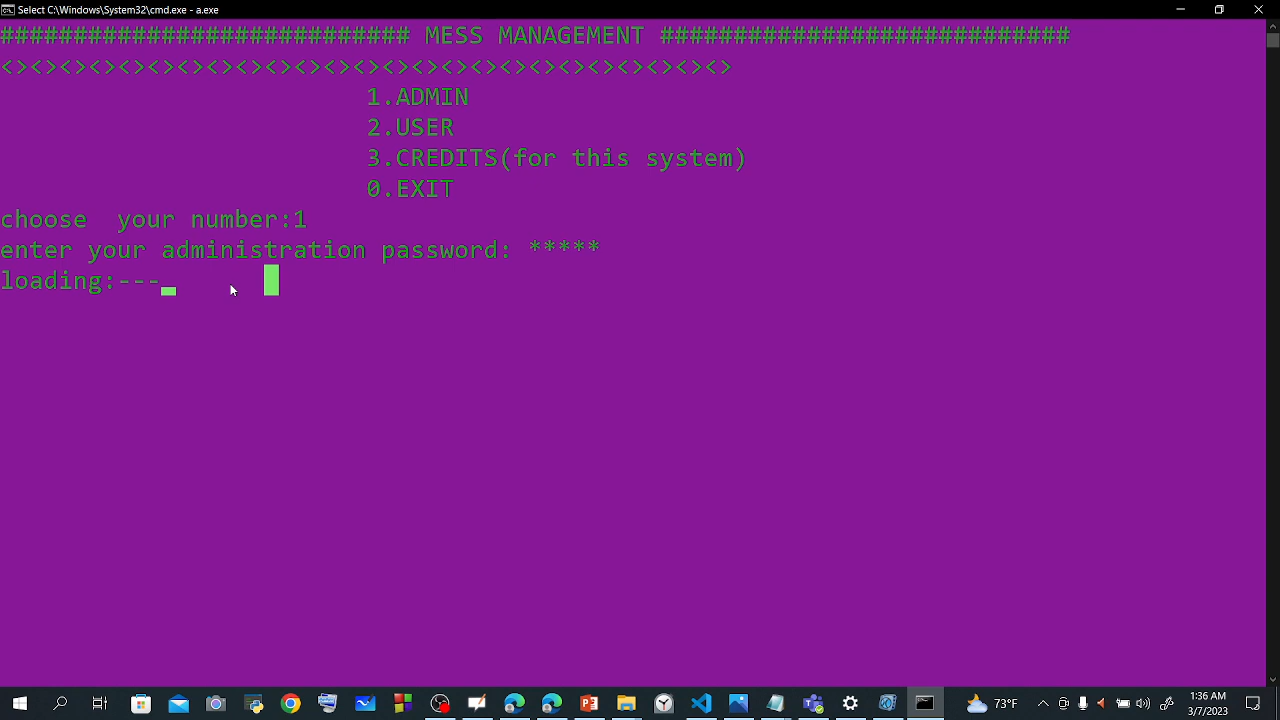 Select C:\Windows\System32\cmd.exe - a.exe
############################ MESS MANAGEMENT ############################
<><><><><><><><><><><><><><><><><><><><><><><><><>
1.ADMIN
2.USER
3.CREDITS(for this system)
0.EXIT
choose  your number:1
enter your administration password: *****
loading:---
73°F
1:36 AM
3/7/2023